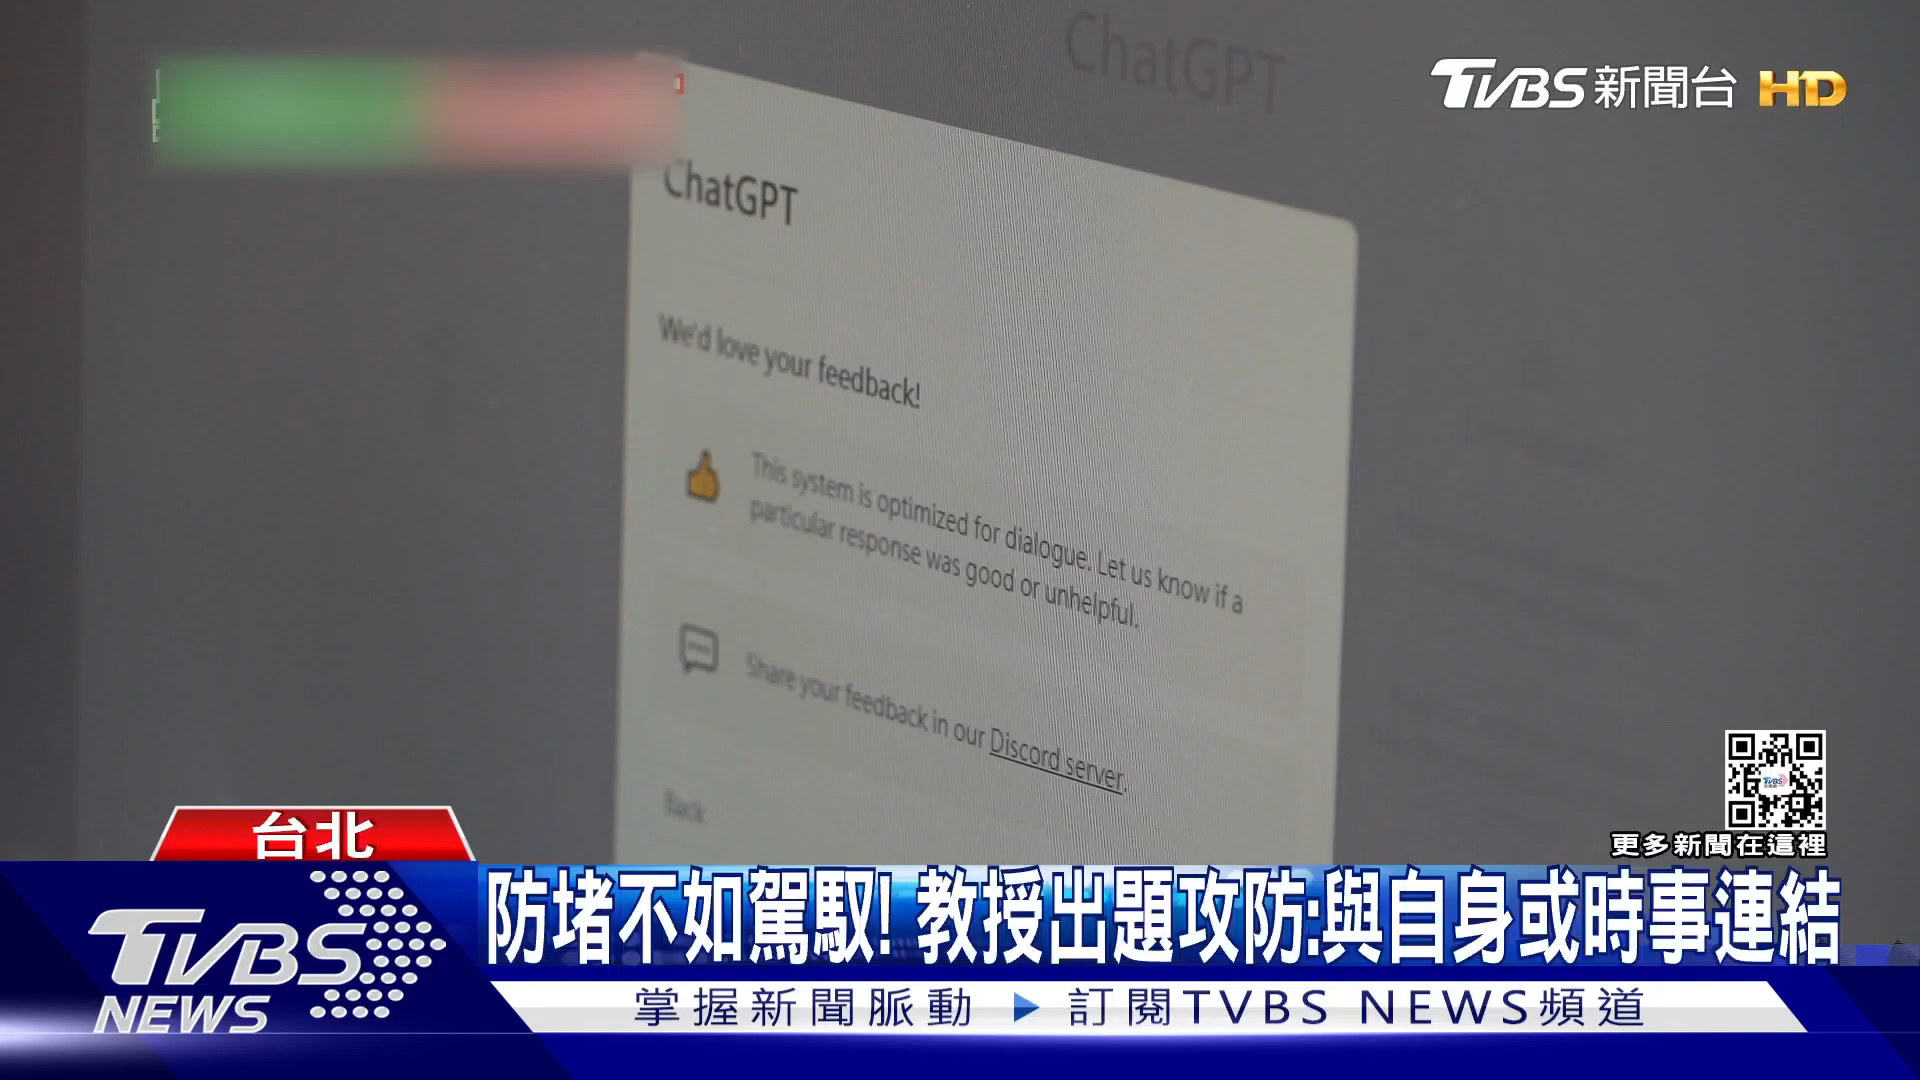 ChatGPT
TVBS新聞台 HD
ChatGPT
We'd love your feedback!
This system is optimized for dialogue. Let us know if a
particular response was good or unhelpful.
Share your feedback in our Discord server.
Back
更多新聞在這裡
台北
防堵不如駕馭! 教授出題攻防:與自身或時事連結
TVBS
NEWS
掌握新聞脈動 ▶ 訂閱TVBS NEWS頻道